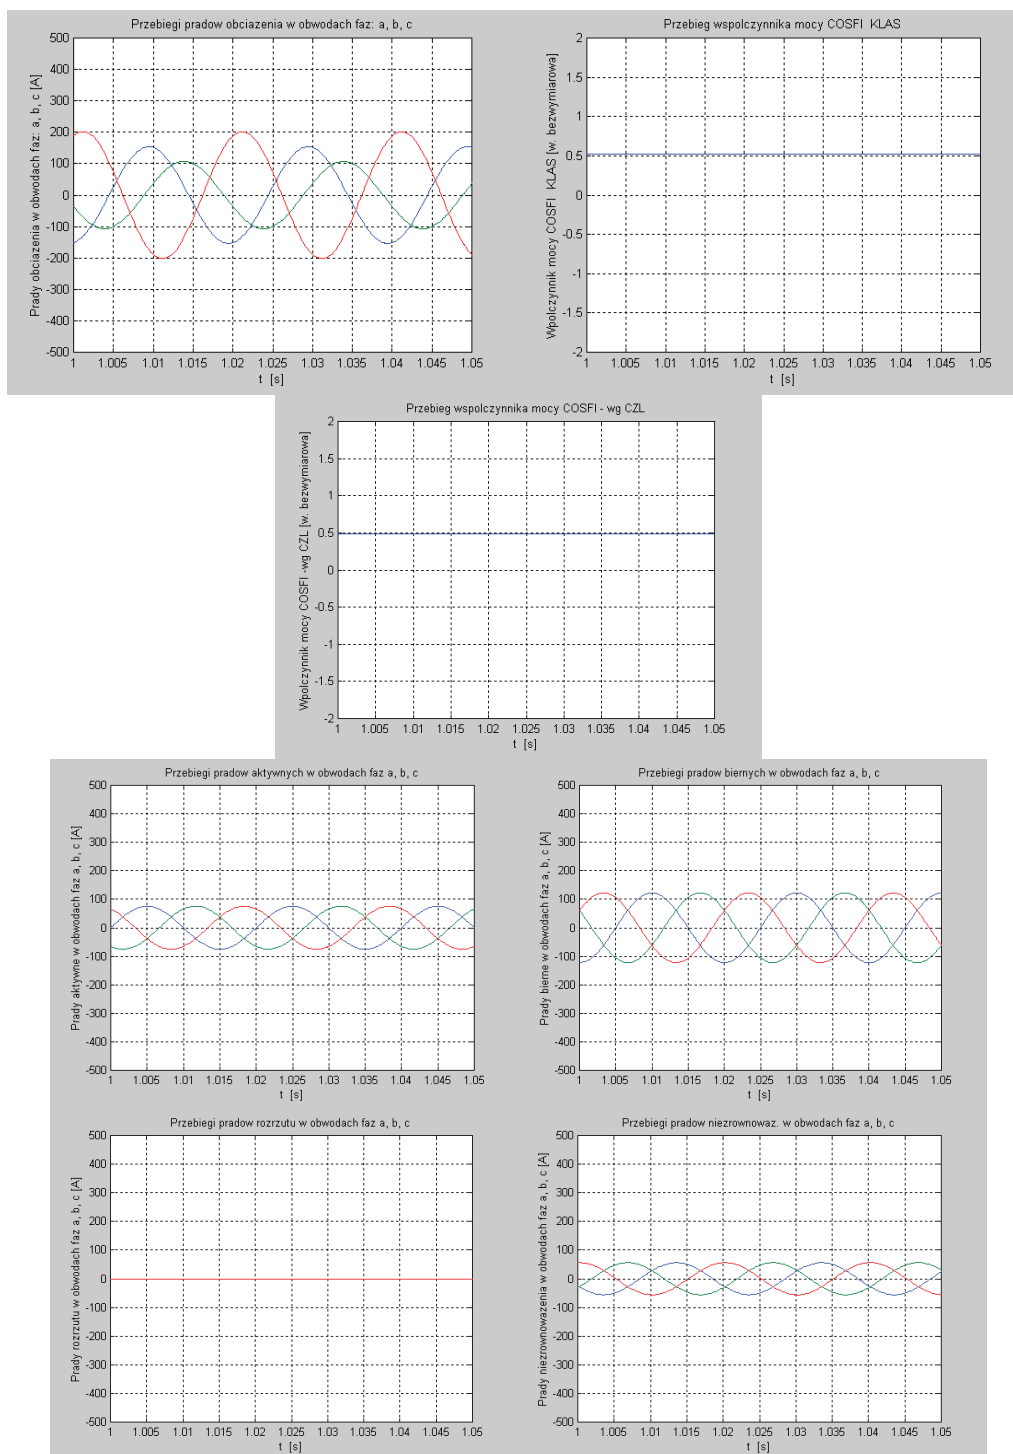 Przebiegi pradow obciazenia w obwodach faz: a, b, c
Prady obciazenia w obwodach faz: a, b, c [A]
500
400
300
200
100
0
-100
-200
-300
-400
-500
1 1.005 1.01 1.015 1.02 1.025 1.03 1.035 1.04 1.045 1.05
t [s]
Przebieg wspolczynnika mocy COSFI KLAS
Wpolczynnik mocy COSFI KLAS [w. bezwymiarowa]
2
1.5
1
0.5
0
-0.5
-1
-1.5
-2
1 1.005 1.01 1.015 1.02 1.025 1.03 1.035 1.04 1.045 1.05
t [s]
Przebieg wspolczynnika mocy COSFI - wg CZL
Wpolczynnik mocy COSFI -wg CZL [w. bezwymiarowa]
2
1.5
1
0.5
0
-0.5
-1
-1.5
-2
1 1.005 1.01 1.015 1.02 1.025 1.03 1.035 1.04 1.045 1.05
t [s]
Przebiegi pradow aktywnych w obwodach faz a, b, c
Prady aktywne w obwodach faz a, b, c [A]
500
400
300
200
100
0
-100
-200
-300
-400
-500
1 1.005 1.01 1.015 1.02 1.025 1.03 1.035 1.04 1.045 1.05
t [s]
Przebiegi pradow biernych w obwodach faz a, b, c
Prady bierne w obwodach faz a, b, c [A]
500
400
300
200
100
0
-100
-200
-300
-400
-500
1 1.005 1.01 1.015 1.02 1.025 1.03 1.035 1.04 1.045 1.05
t [s]
Przebiegi pradow rozrzutu w obwodach faz a, b, c
Prady rozrzutu w obwodach faz a, b, c [A]
500
400
300
200
100
0
-100
-200
-300
-400
-500
1 1.005 1.01 1.015 1.02 1.025 1.03 1.035 1.04 1.045 1.05
t [s]
Przebiegi pradow niezrownowaz. w obwodach faz a, b, c
Prady niezrownowazenia w obwodach faz a, b, c [A]
500
400
300
200
100
0
-100
-200
-300
-400
-500
1 1.005 1.01 1.015 1.02 1.025 1.03 1.035 1.04 1.045 1.05
t [s]